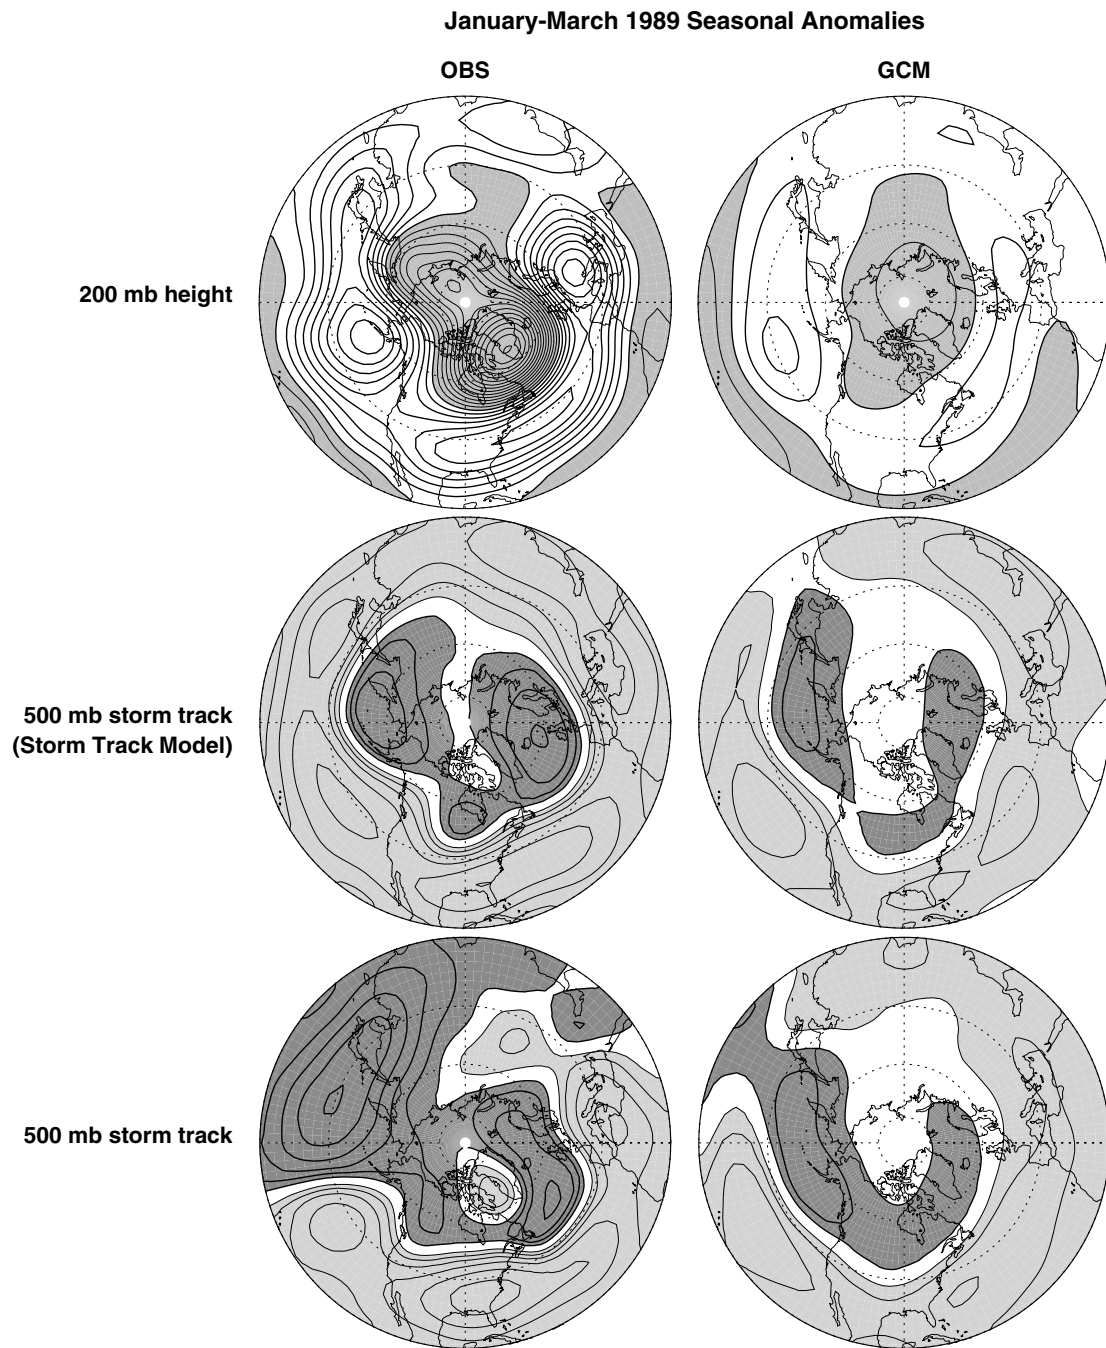 January-March 1989 Seasonal Anomalies
OBS
GCM
200 mb height
500 mb storm track
(Storm Track Model)
500 mb storm track